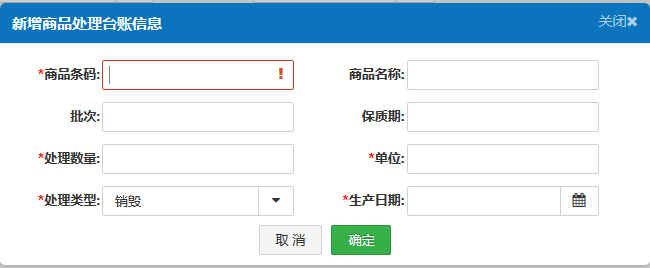 新增商品处理台账信息 关闭✖
*商品条码: ! 商品名称:
批次: 保质期:
*处理数量: *单位:
*处理类型: 销毁 *生产日期:
取 消 确定